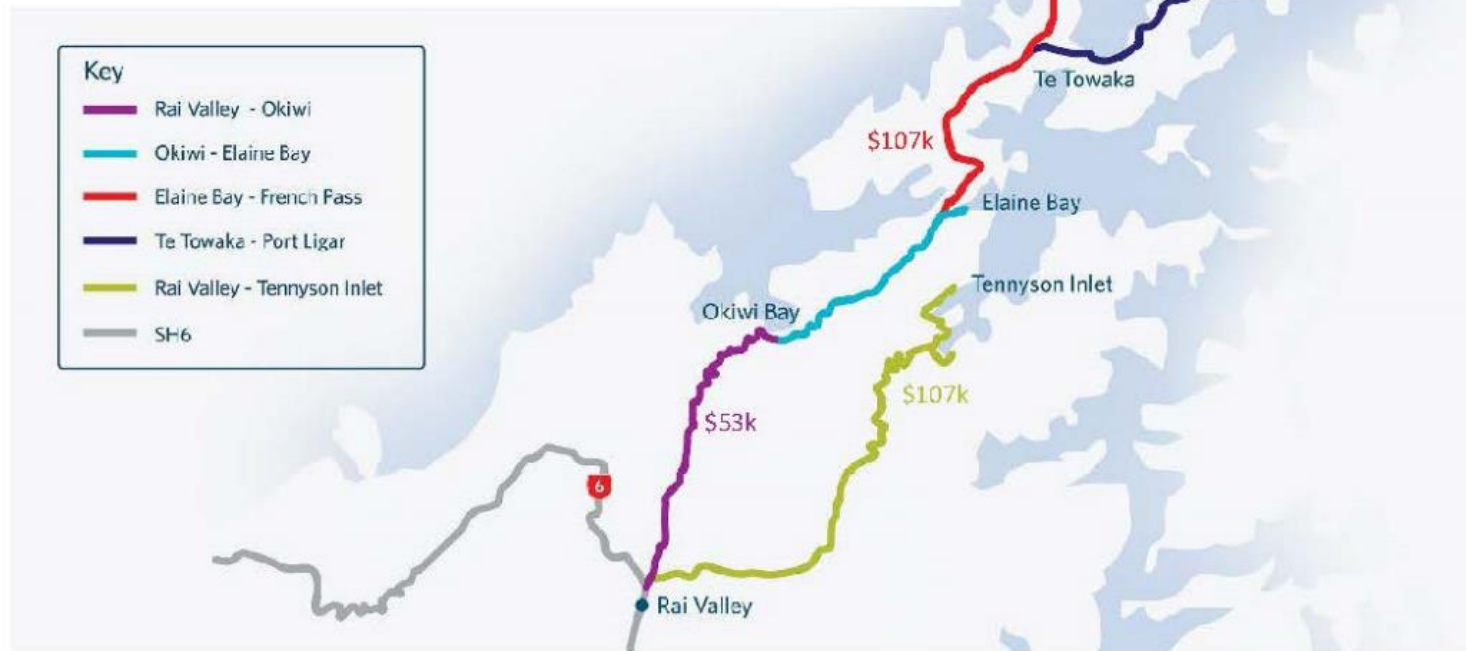 Key
Rai Valley - Okiwi
Okiwi - Elaine Bay
Elaine Bay - French Pass
Te Towaka - Port Ligar
Rai Valley - Tennyson Inlet
SH6
Te Towaka
$107k
Elaine Bay
Tennyson Inlet
Okiwi Bay
$107k
$53k
6
Rai Valley